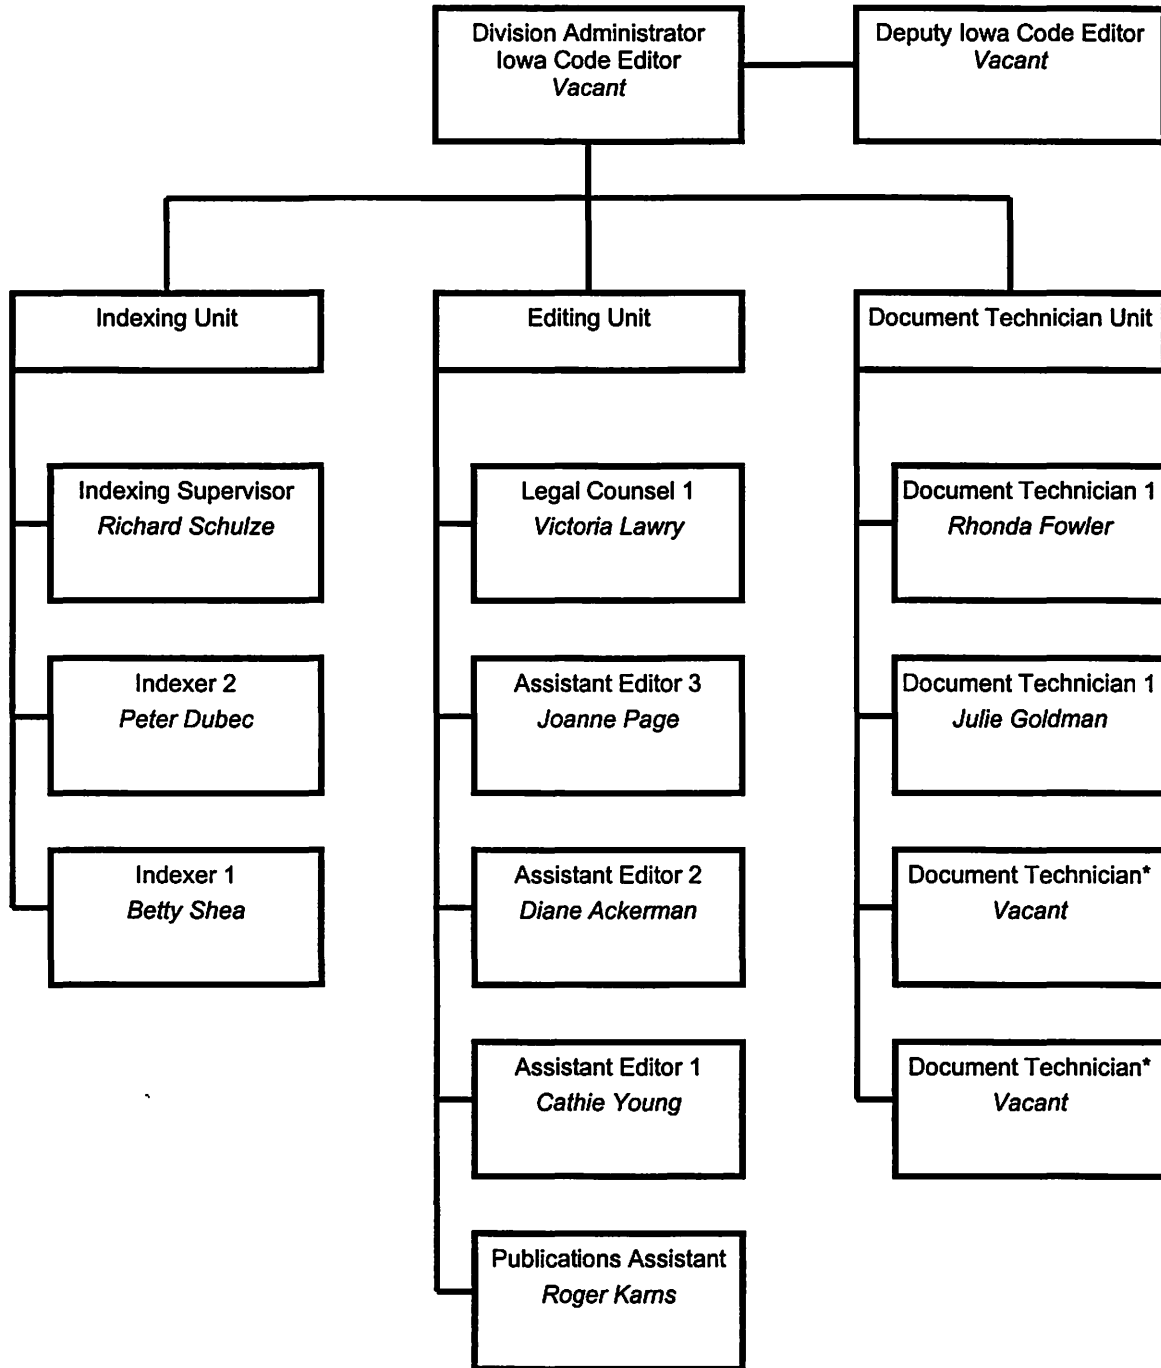 Division Administrator
Iowa Code Editor
Vacant
Deputy Iowa Code Editor
Vacant
Indexing Unit
Indexing Supervisor
Richard Schulze
Indexer 2
Peter Dubec
Indexer 1
Betty Shea
Editing Unit
Legal Counsel 1
Victoria Lawry
Assistant Editor 3
Joanne Page
Assistant Editor 2
Diane Ackerman
Assistant Editor 1
Cathie Young
Publications Assistant
Roger Karns
Document Technician Unit
Document Technician 1
Rhonda Fowler
Document Technician 1
Julie Goldman
Document Technician*
Vacant
Document Technician*
Vacant